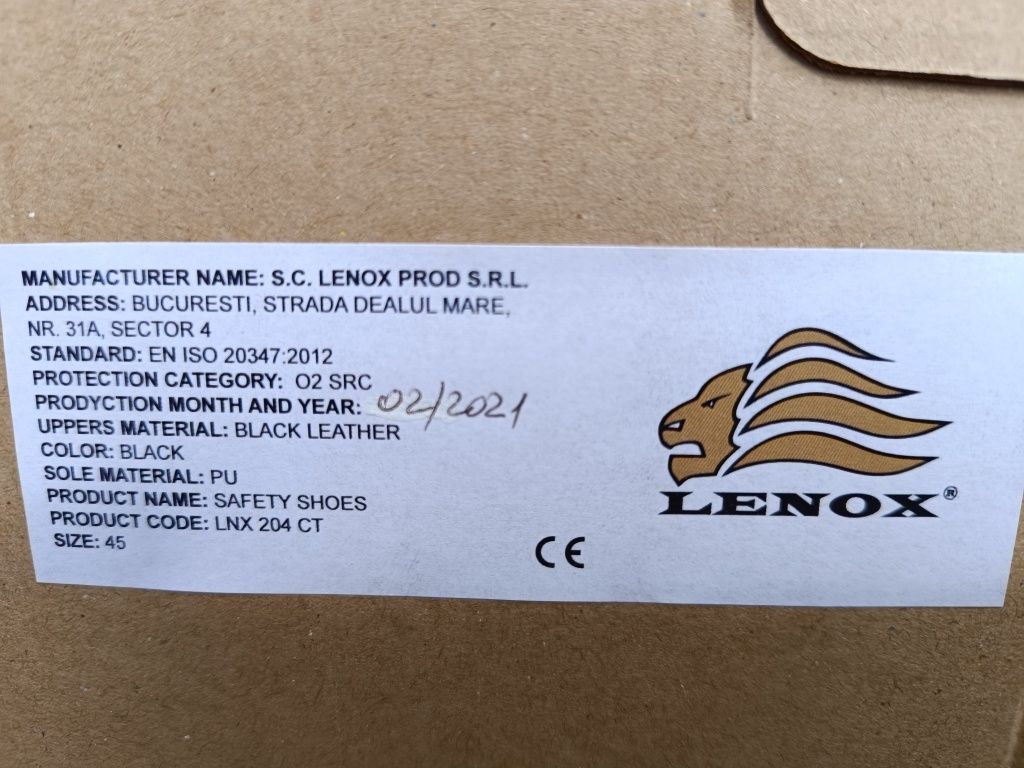 MANUFACTURER NAME: S.C. LENOX PROD S.R.L.
ADDRESS: BUCURESTI, STRADA DEALUL MARE,
NR. 31A, SECTOR 4
STANDARD: EN ISO 20347:2012
PROTECTION CATEGORY: O2 SRC
PRODYCTION MONTH AND YEAR: 02/2021
UPPERS MATERIAL: BLACK LEATHER
COLOR: BLACK
SOLE MATERIAL: PU
PRODUCT NAME: SAFETY SHOES
PRODUCT CODE: LNX 204 CT
SIZE: 45
CE
LENOX®